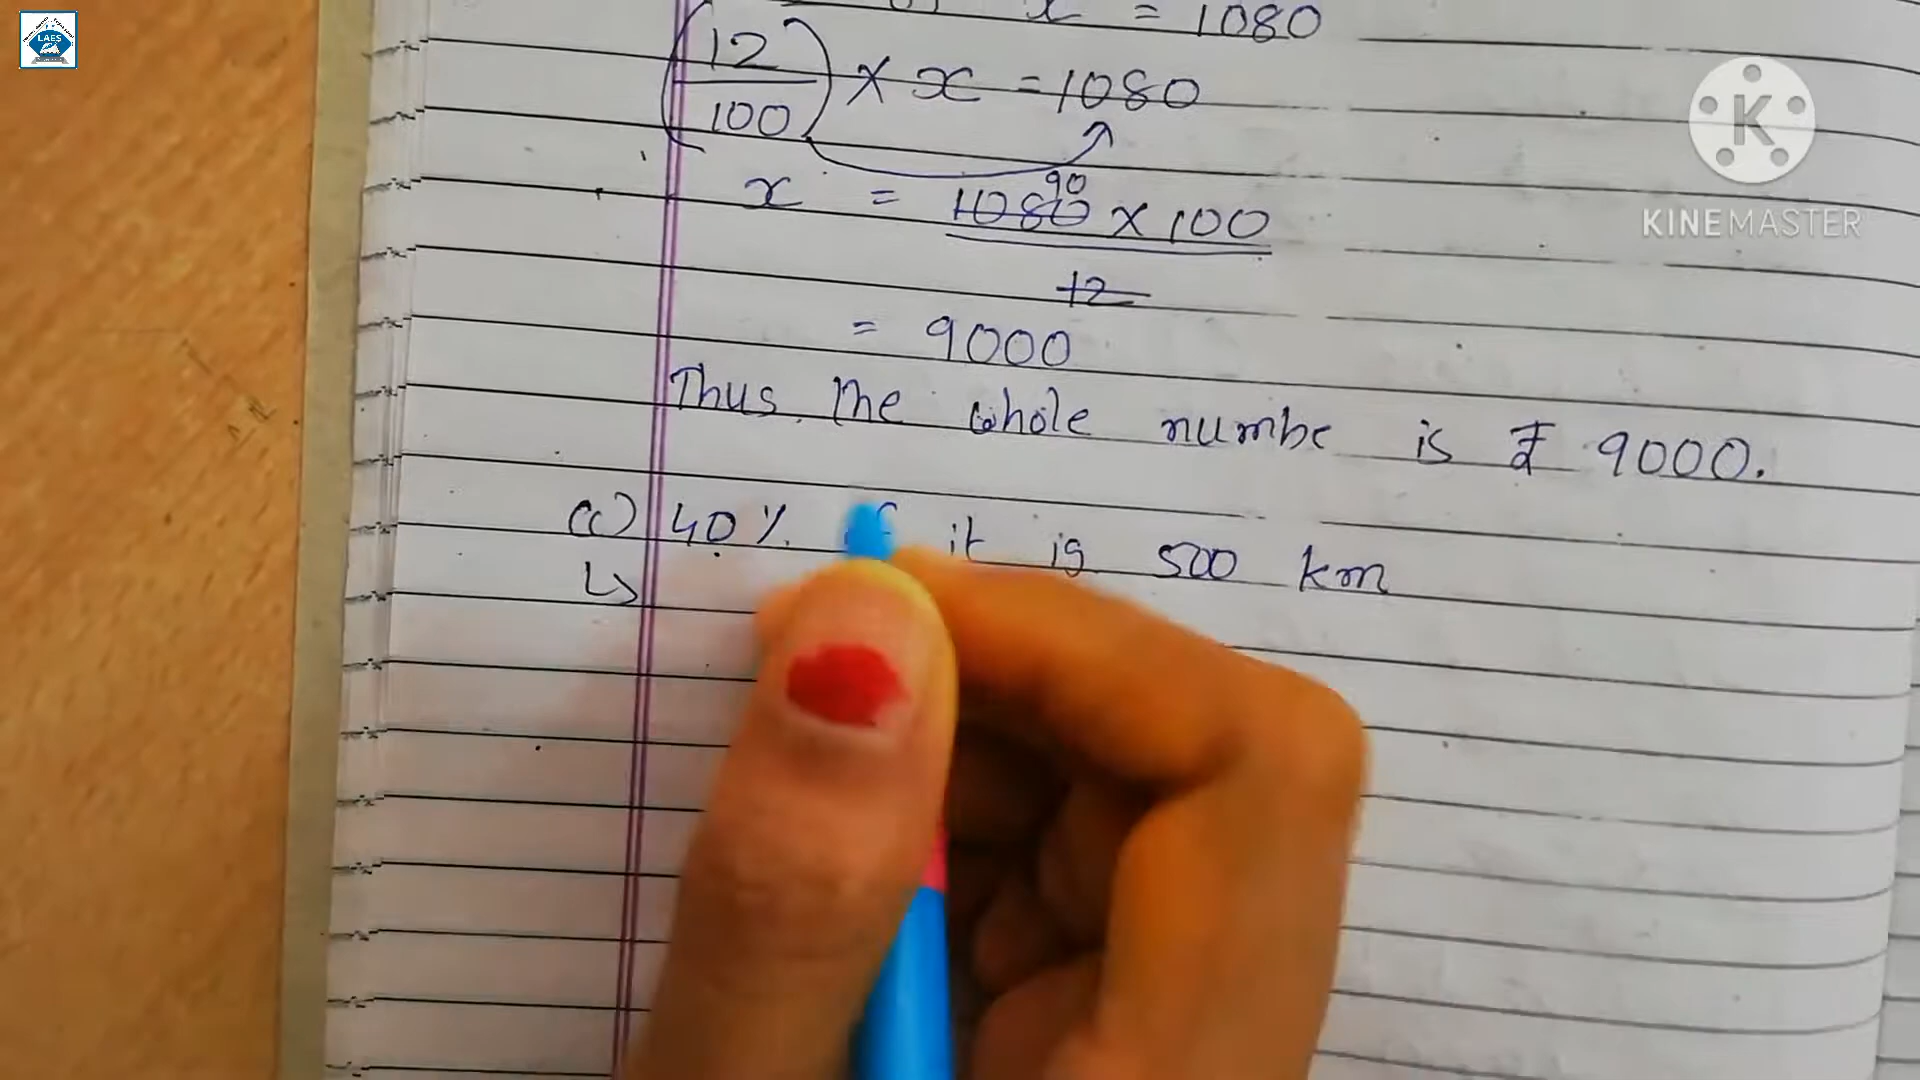 LAES
x = 1080
(12/100) × x = 1080
KINEMASTER
90
x = 1080 × 100
12
= 9000
Thus the whole numbe is ₹ 9000.
(c) 40% of it is 500 km